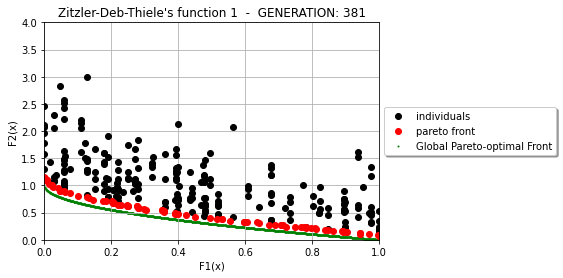 Zitzler-Deb-Thiele's function 1 - GENERATION: 381
4.0
3.5
3.0
2.5
2.0
1.5
1.0
0.5
0.0
F2(x)
0.0 0.2 0.4 0.6 0.8 1.0
F1(x)
individuals
pareto front
Global Pareto-optimal Front